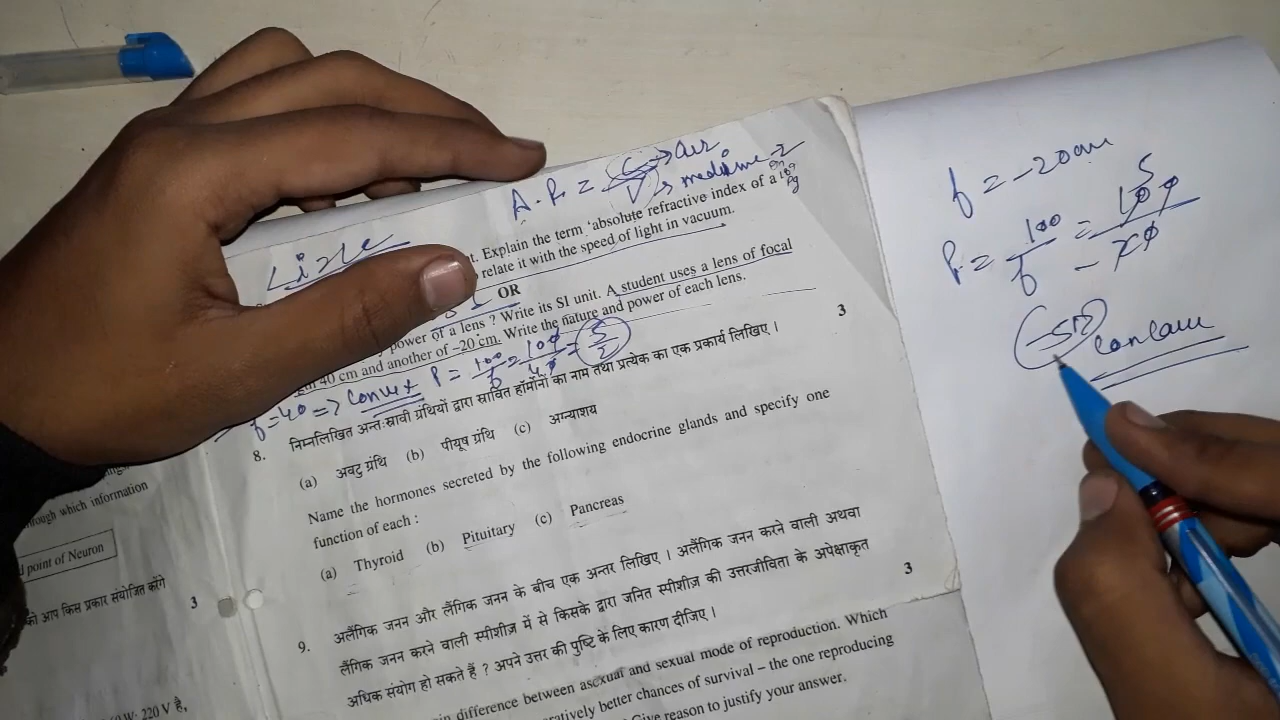 A.R = C → air
V → medium
Lisle
t. Explain the term 'absolute refractive index of a
relate it with the speed of light in vacuum.
OR
power of a lens ? Write its SI unit. A student uses a lens of focal
40 cm and another of –20 cm. Write the nature and power of each lens.
3
f = 40 => convex P = 100/f = 100/40 = 5/2
8. निम्नलिखित अन्तःस्रावी ग्रंथियों द्वारा स्रावित हॉर्मोनों का नाम तथा प्रत्येक का एक प्रकार्य लिखिए ।
(a) अवटु ग्रंथि (b) पीयूष ग्रंथि (c) अग्न्याशय
Name the hormones secreted by the following endocrine glands and specify one
function of each :
(a) Thyroid (b) Pituitary (c) Pancreas
3
9. अलैंगिक जनन और लैंगिक जनन के बीच एक अन्तर लिखिए । अलैंगिक जनन करने वाली अथवा
लैंगिक जनन करने वाली स्पीशीज़ में से किसके द्वारा जनित स्पीशीज़ की उत्तरजीविता के अपेक्षाकृत
अधिक संयोग हो सकते हैं ? अपने उत्तर की पुष्टि के लिए कारण दीजिए ।
difference between asexual and sexual mode of reproduction. Which
better chances of survival – the one reproducing
Give reason to justify your answer.
through which information
point of Neuron
को आप किस प्रकार संयोजित करेंगे
3
220 V है,
f = -20cm
P = 100/f = 100/-20
-5D concave